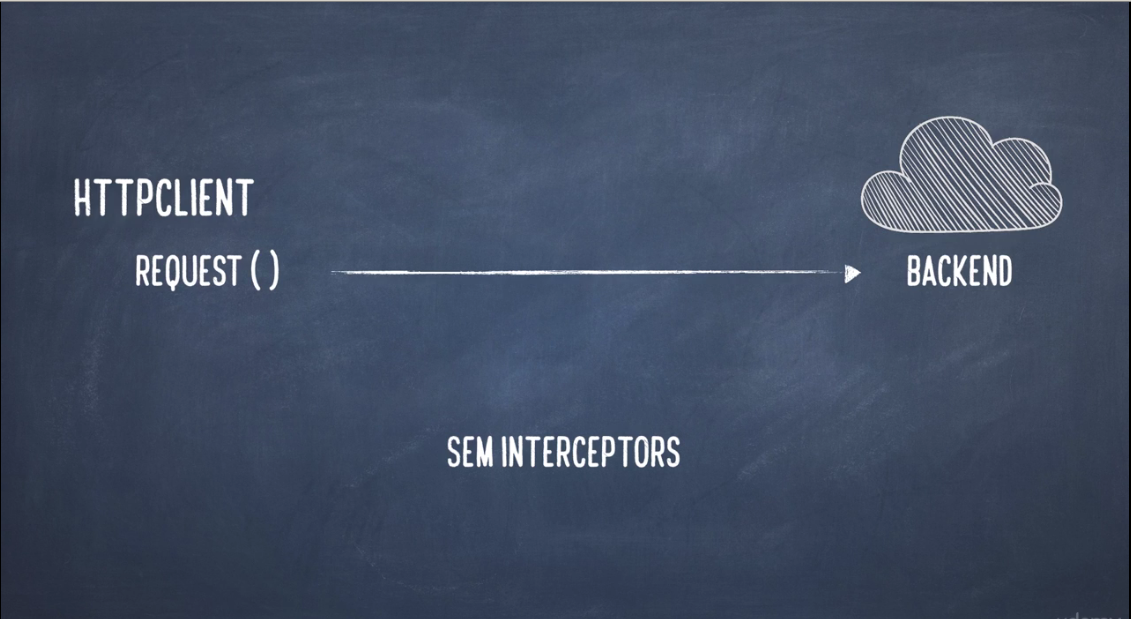 HTTPCLIENT
REQUEST ( )
BACKEND
SEM INTERCEPTORS